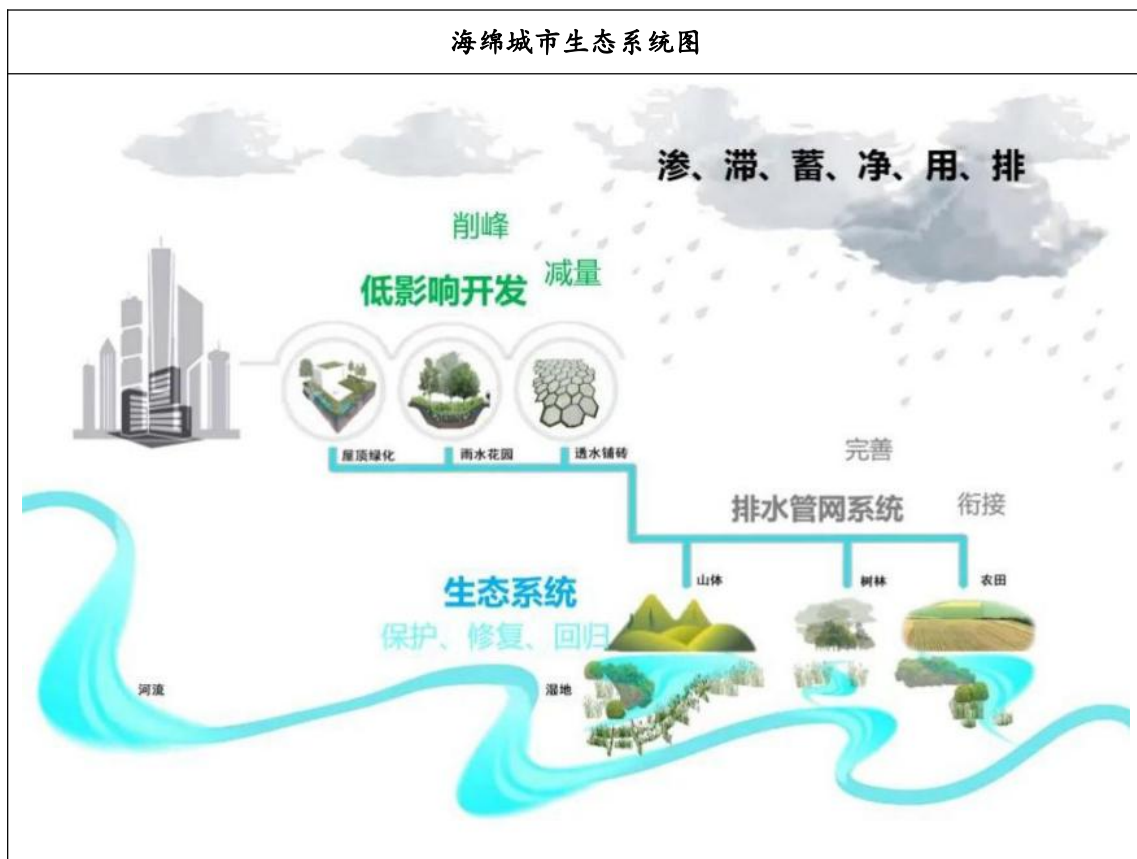 海绵城市生态系统图
渗、滞、蓄、净、用、排
削峰
减量
低影响开发
屋顶绿化
雨水花园
透水铺砖
完善
排水管网系统
衔接
山体
树林
农田
生态系统
保护、修复、回归
河流
湿地